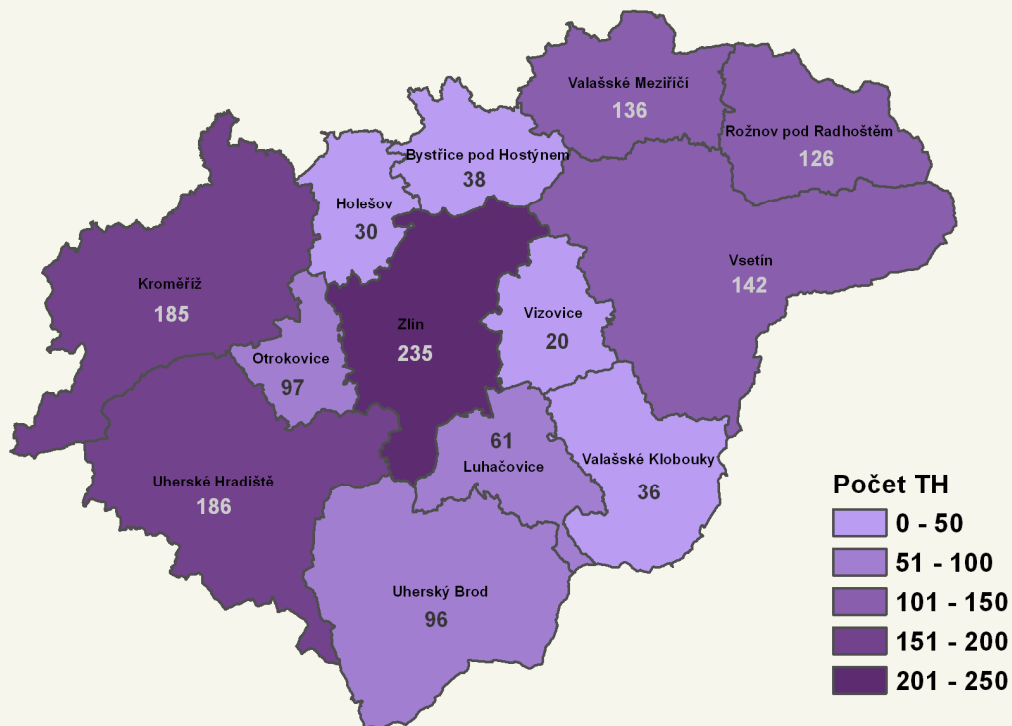 Valašské Meziříčí
136
Rožnov pod Radhoštěm
126
Bystřice pod Hostýnem
38
Holešov
30
Vsetín
142
Kroměříž
185
Vizovice
20
Zlín
235
Otrokovice
97
61
Luhačovice
Valašské Klobouky
36
Uherské Hradiště
186
Uherský Brod
96
Počet TH
0 - 50
51 - 100
101 - 150
151 - 200
201 - 250